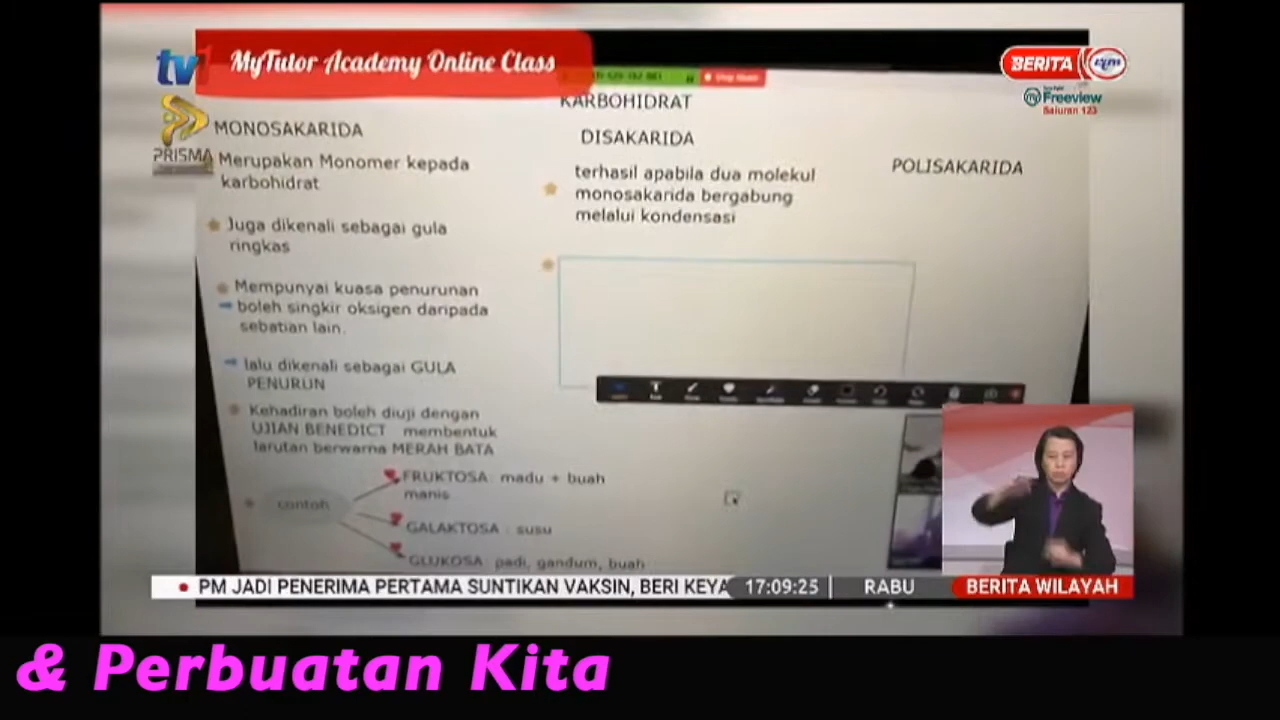 tv1
MyTutor Academy Online Class
BERITA rtm
my Freeview
Saluran 123
PRISMA
KARBOHIDRAT
MONOSAKARIDA
Merupakan Monomer kepada
karbohidrat
Juga dikenali sebagai gula
ringkas
Mempunyai kuasa penurunan
boleh singkir oksigen daripada
sebatian lain.
lalu dikenali sebagai GULA
PENURUN
Kehadiran boleh diuji dengan
UJIAN BENEDICT membentuk
larutan berwarna MERAH BATA
contoh
FRUKTOSA: madu + buah
manis
GALAKTOSA : susu
GLUKOSA: padi, gandum, buah
DISAKARIDA
terhasil apabila dua molekul
monosakarida bergabung
melalui kondensasi
POLISAKARIDA
PM JADI PENERIMA PERTAMA SUNTIKAN VAKSIN, BERI KEYA
17:09:25
RABU
BERITA WILAYAH
& Perbuatan Kita